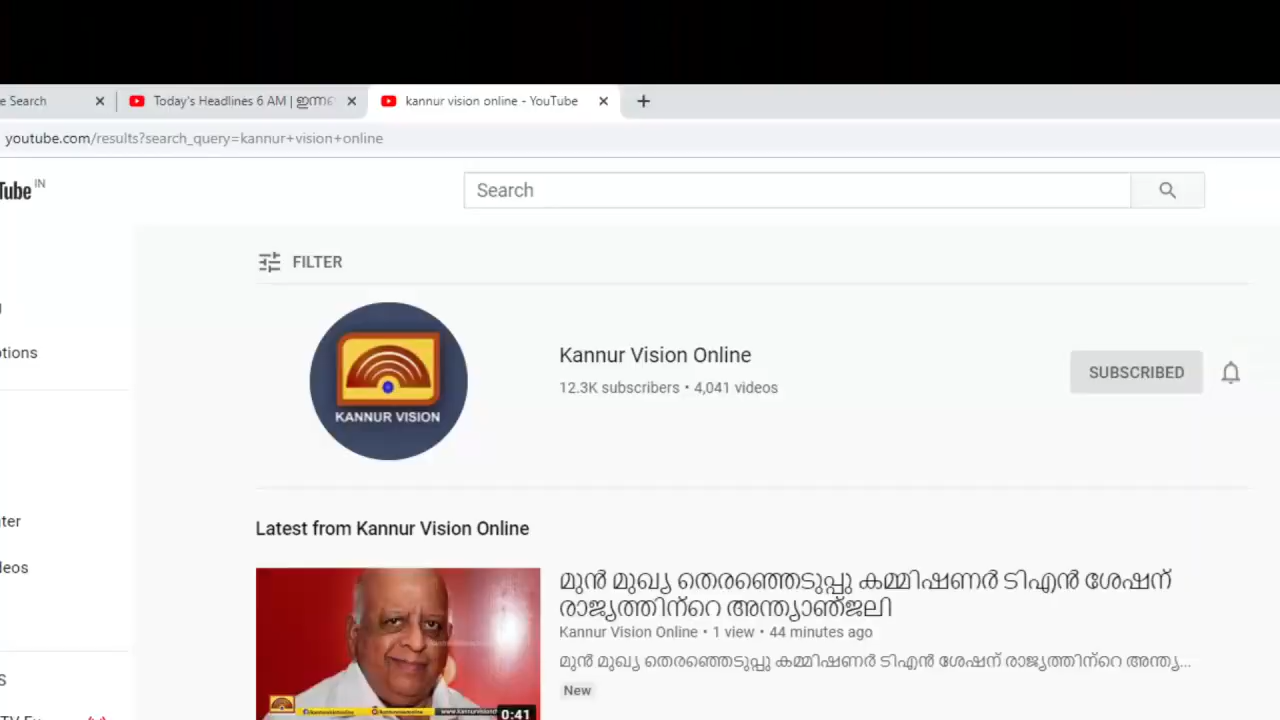 e Search
Today's Headlines 6 AM | ഇന്നത്
kannur vision online - YouTube
youtube.com/results?search_query=kannur+vision+online
Tube IN
Search
FILTER
KANNUR VISION
Kannur Vision Online
12.3K subscribers • 4,041 videos
SUBSCRIBED
ptions
Latest from Kannur Vision Online
ter
leos
മുൻ മുഖ്യ തെരഞ്ഞെടുപ്പു കമ്മിഷണർ ടിഎൻ ശേഷന്
രാജ്യത്തിന്‍റെ അന്ത്യാഞ്ജലി
Kannur Vision Online • 1 view • 44 minutes ago
മുൻ മുഖ്യ തെരഞ്ഞെടുപ്പു കമ്മിഷണർ ടിഎൻ ശേഷന് രാജ്യത്തിന്‍റെ അന്ത്യ...
New
0:41
S